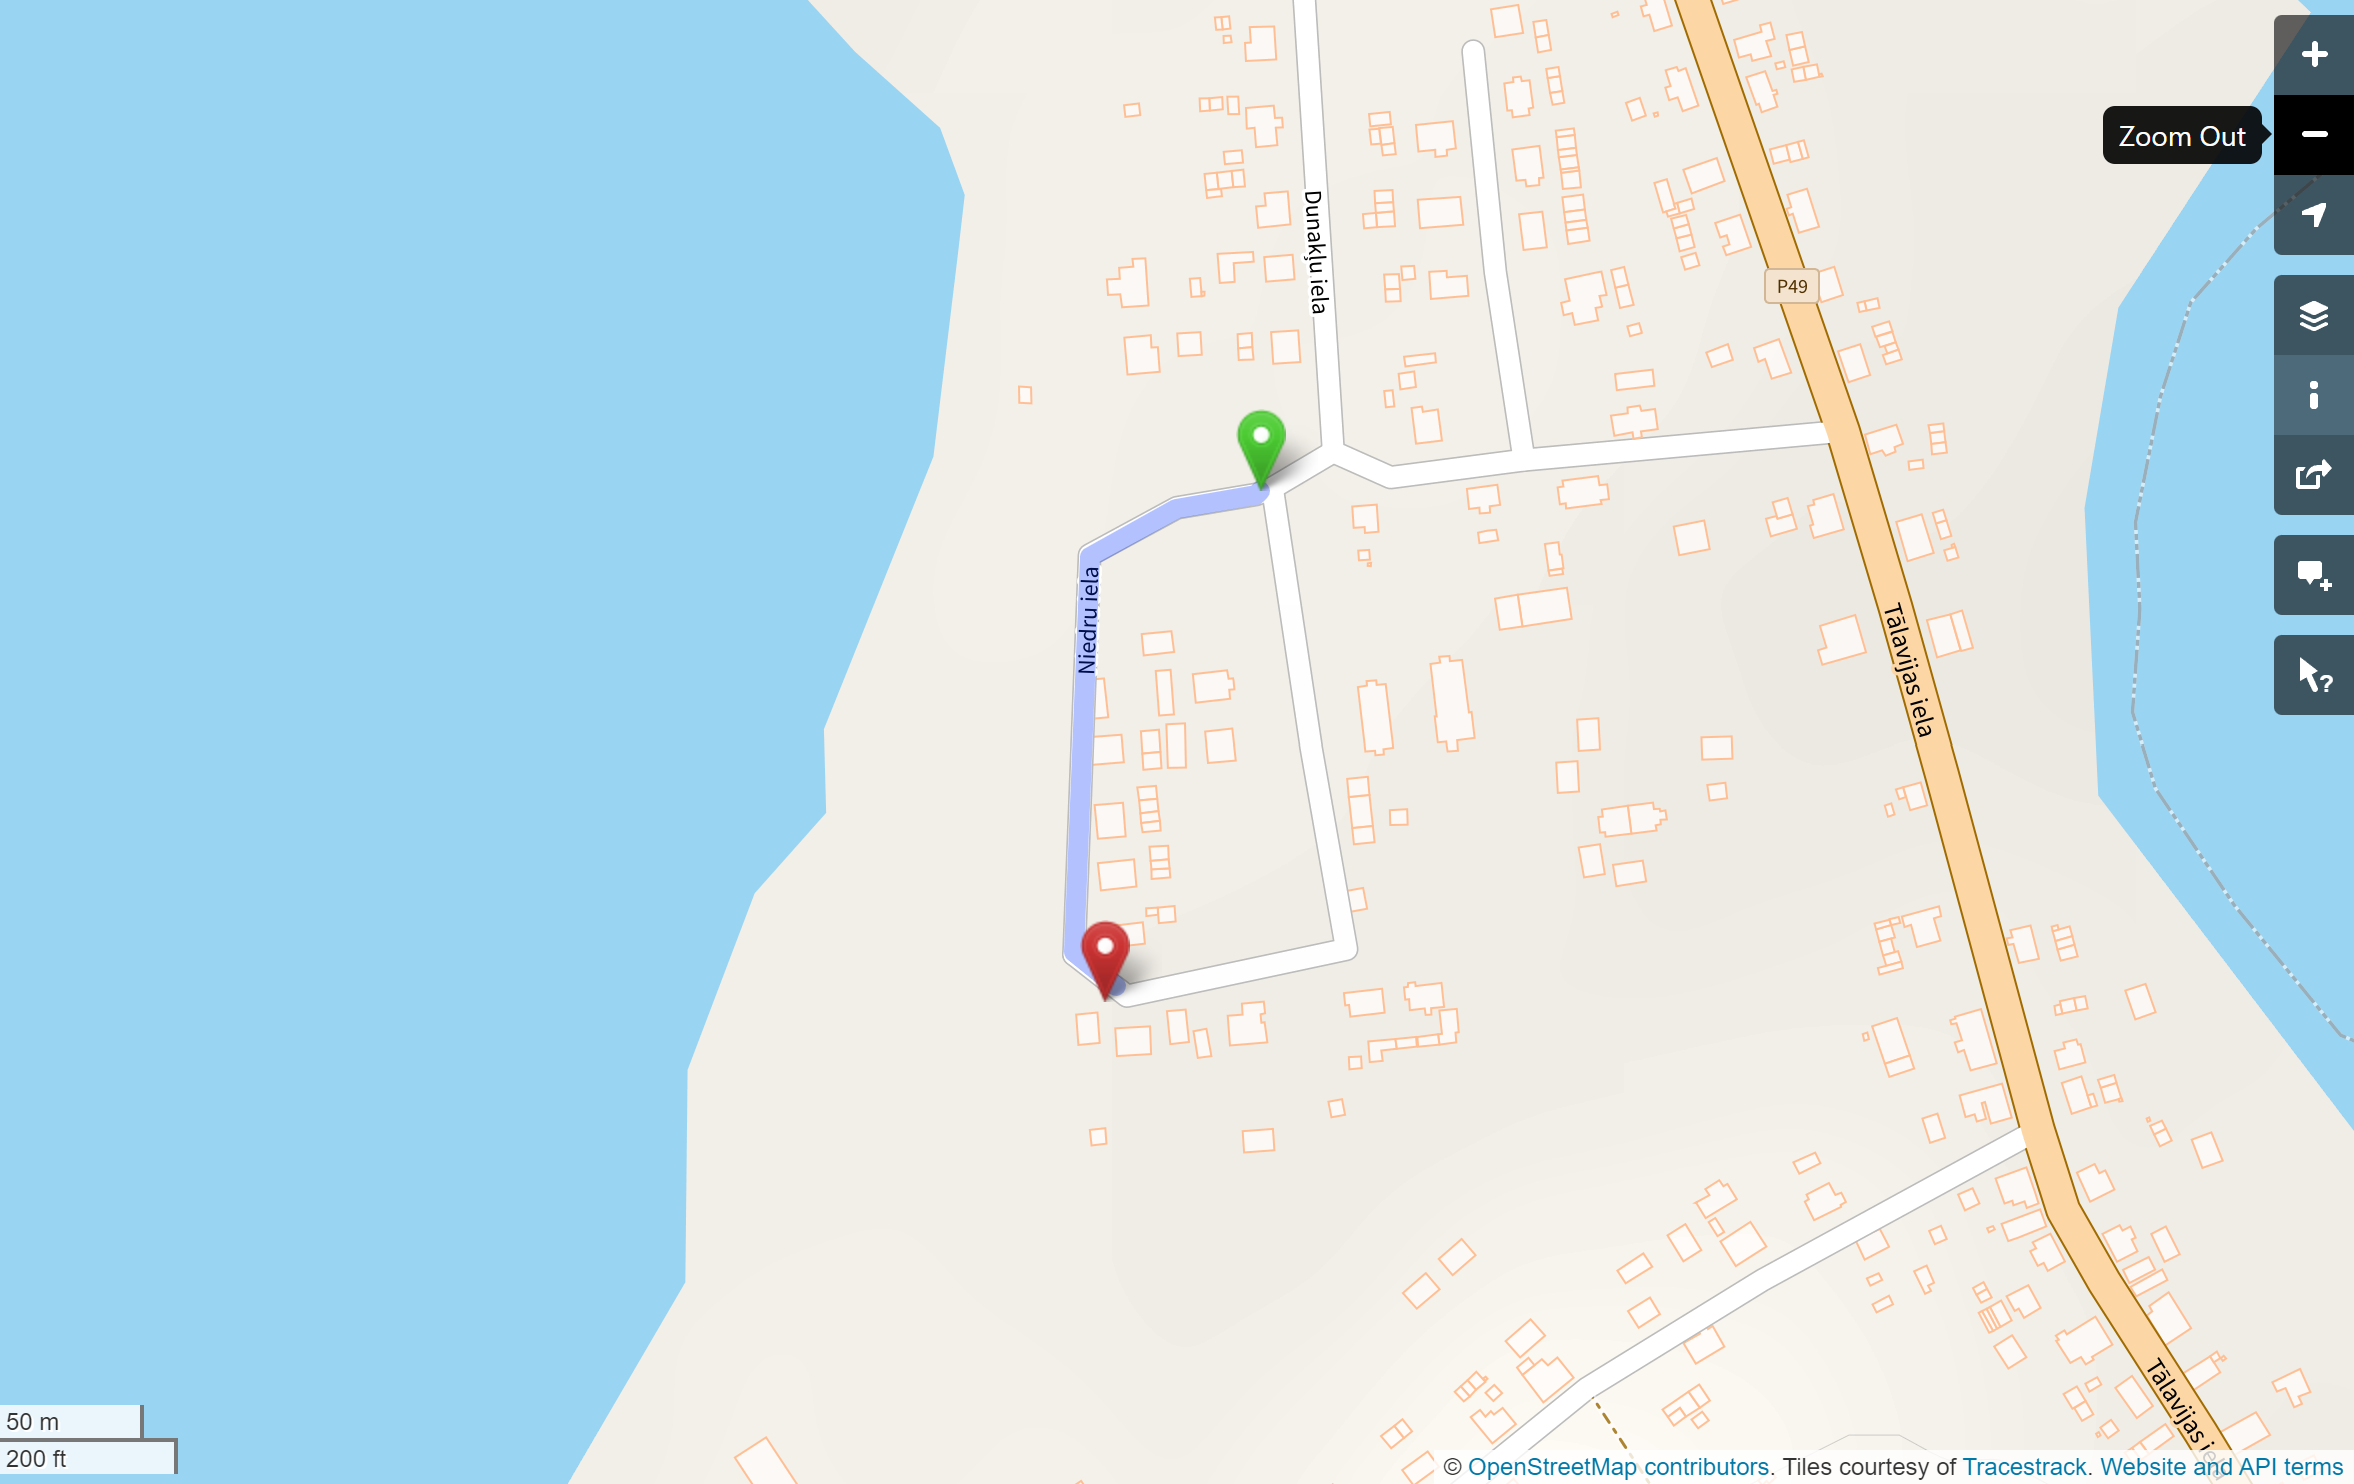 Zoom Out
Dunakļu iela
P49
Niedru iela
Tālavijas iela
Tālavijas iela
50 m
200 ft
© OpenStreetMap contributors. Tiles courtesy of Tracestrack. Website and API terms